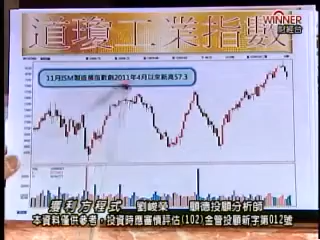 WINNER
財經台
道瓊工業指數
11月ISM製造業指數創2011年4月以來新高57.3
獲利方程式 劉峻榮 順德投顧分析師
本資料僅供參考，投資時應審慎評估(102)金管投顧新字第012號